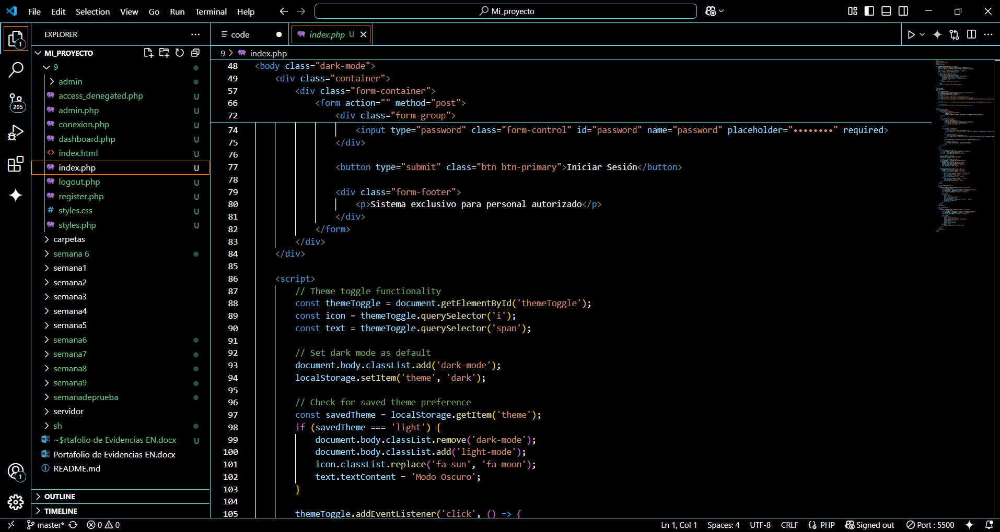 File Edit Selection View Go Run Terminal Help
Mi_proyecto
EXPLORER
1
205
MI_PROYECTO
9
admin
access_denegated.php U
admin.php U
conexion.php U
dashboard.php U
index.html U
index.php U
logout.php U
register.php U
styles.css U
styles.php U
carpetas
semana 6
semana1
semana2
semana3
semana4
semana5
semana6
semana7
semana8
semana9
semanadeprueba
servidor
sh
~$rtafolio de Evidencias EN.docx U
Portafolio de Evidencias EN.docx
README.md
1
OUTLINE
TIMELINE
code
index.php U
9 > index.php
48 <body class="dark-mode">
49 <div class="container">
57 <div class="form-container">
66 <form action="" method="post">
72 <div class="form-group">
74 <input type="password" class="form-control" id="password" name="password" placeholder="••••••••" required>
75 </div>
76
77 <button type="submit" class="btn btn-primary">Iniciar Sesión</button>
78
79 <div class="form-footer">
80 <p>Sistema exclusivo para personal autorizado</p>
81 </div>
82 </form>
83 </div>
84 </div>
85
86 <script>
87 // Theme toggle functionality
88 const themeToggle = document.getElementById('themeToggle');
89 const icon = themeToggle.querySelector('i');
90 const text = themeToggle.querySelector('span');
91
92 // Set dark mode as default
93 document.body.classList.add('dark-mode');
94 localStorage.setItem('theme', 'dark');
95
96 // Check for saved theme preference
97 const savedTheme = localStorage.getItem('theme');
98 if (savedTheme === 'light') {
99 document.body.classList.remove('dark-mode');
100 document.body.classList.add('light-mode');
101 icon.classList.replace('fa-sun', 'fa-moon');
102 text.textContent = 'Modo Oscuro';
103 }
104
105 themeToggle.addEventListener('click', () => {
master* 0 0
Ln 1, Col 1 Spaces: 4 UTF-8 CRLF PHP Signed out Port : 5500